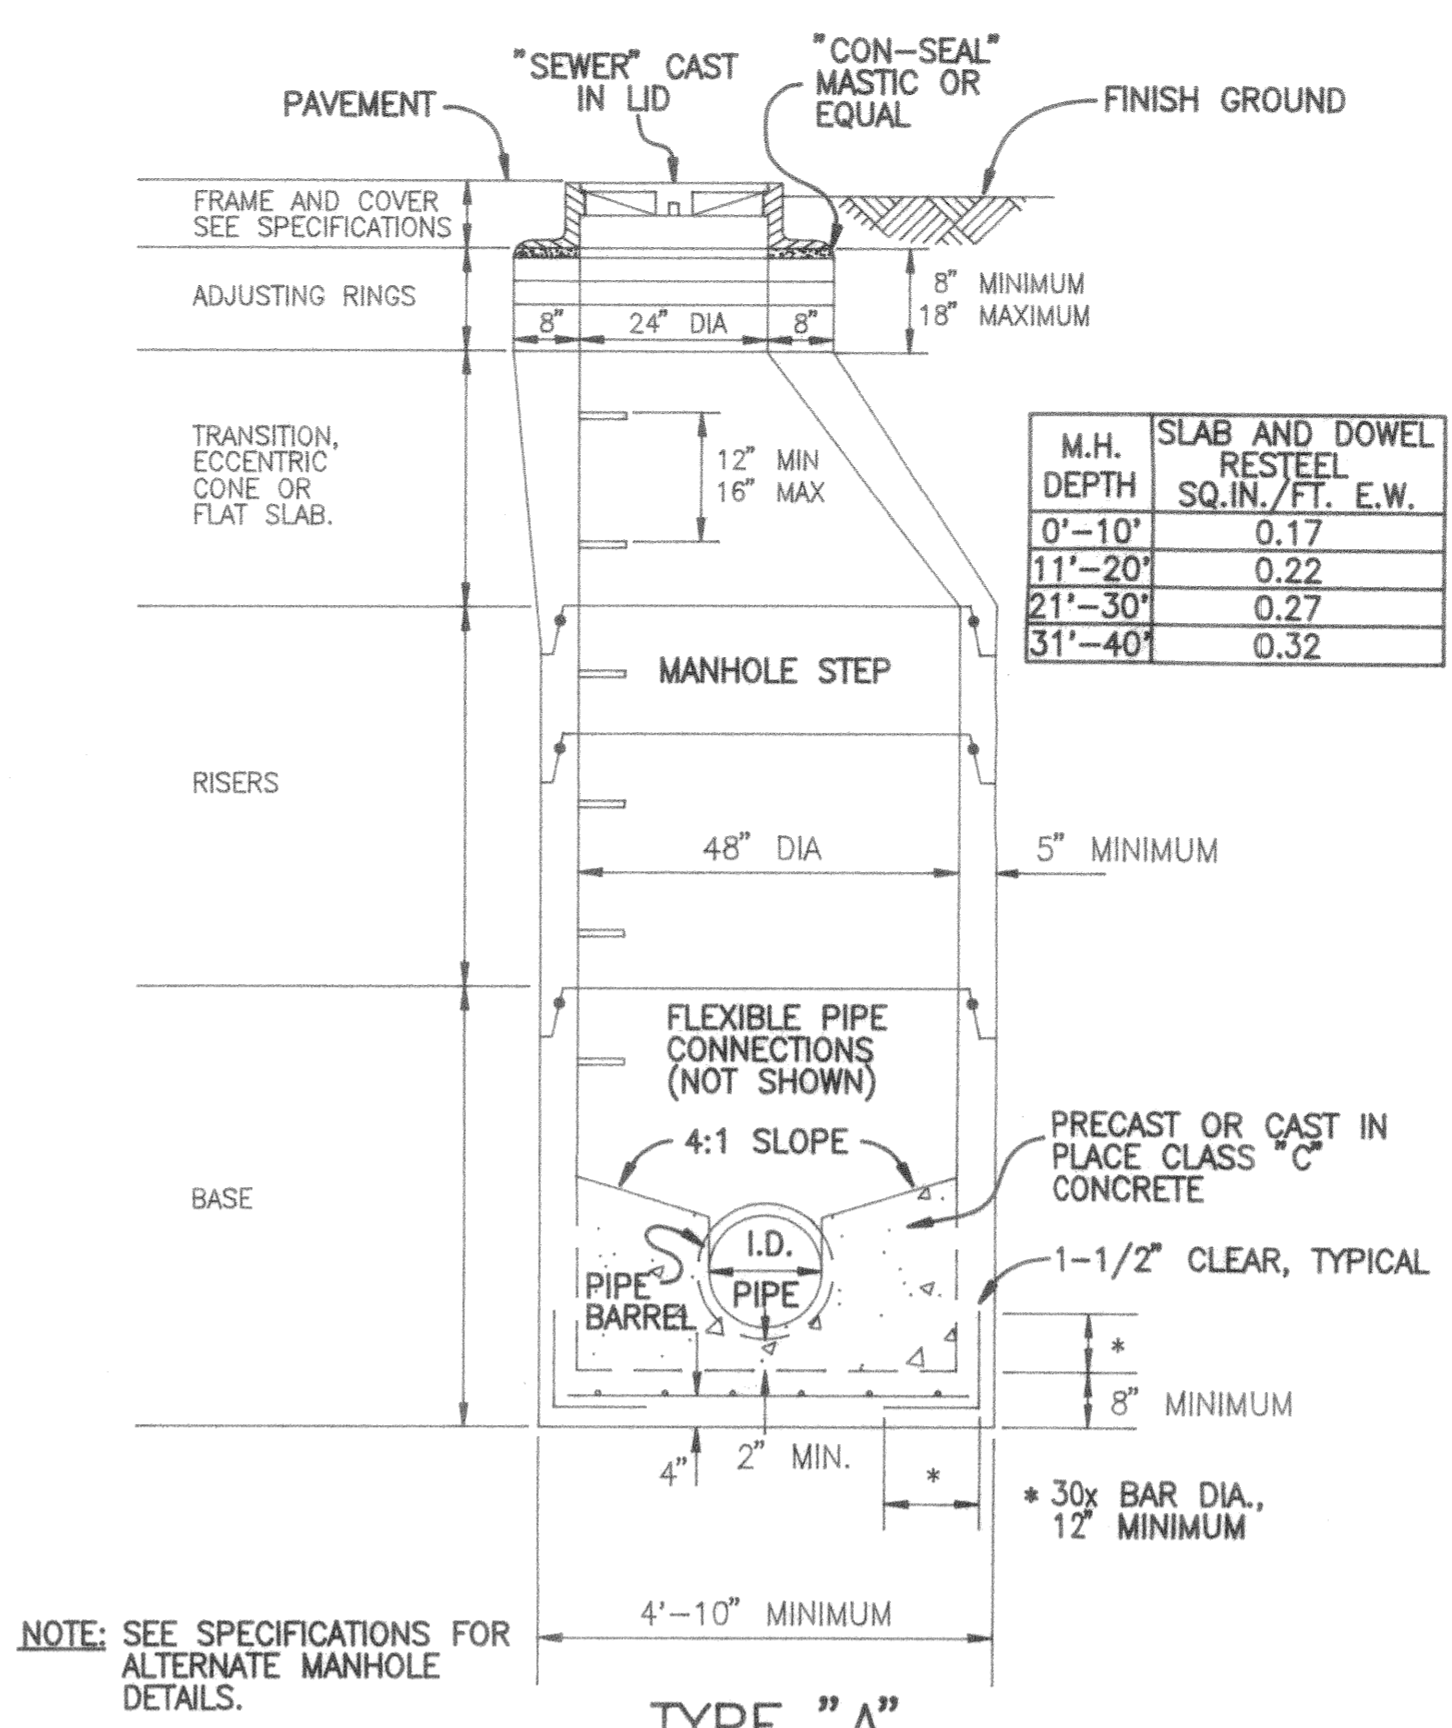 "SEWER" CAST
IN LID
"CON-SEAL"
MASTIC OR
EQUAL
PAVEMENT
FINISH GROUND
FRAME AND COVER
SEE SPECIFICATIONS
ADJUSTING RINGS
8"
24" DIA
8"
8" MINIMUM
18" MAXIMUM
TRANSITION,
ECCENTRIC
CONE OR
FLAT SLAB.
12" MIN
16" MAX
M.H.
DEPTH
SLAB AND DOWEL
RESTEEL
SQ.IN./FT. E.W.
0'-10' 0.17
11'-20' 0.22
21'-30' 0.27
31'-40' 0.32
MANHOLE STEP
RISERS
48" DIA
5" MINIMUM
FLEXIBLE PIPE
CONNECTIONS
(NOT SHOWN)
4:1 SLOPE
PRECAST OR CAST IN
PLACE CLASS "C"
CONCRETE
BASE
I.D.
PIPE
PIPE
BARREL
1-1/2" CLEAR, TYPICAL
*
8" MINIMUM
4"
2" MIN.
*
* 30x BAR DIA.,
12" MINIMUM
4'-10" MINIMUM
NOTE: SEE SPECIFICATIONS FOR
ALTERNATE MANHOLE
DETAILS.
TYPE "A"